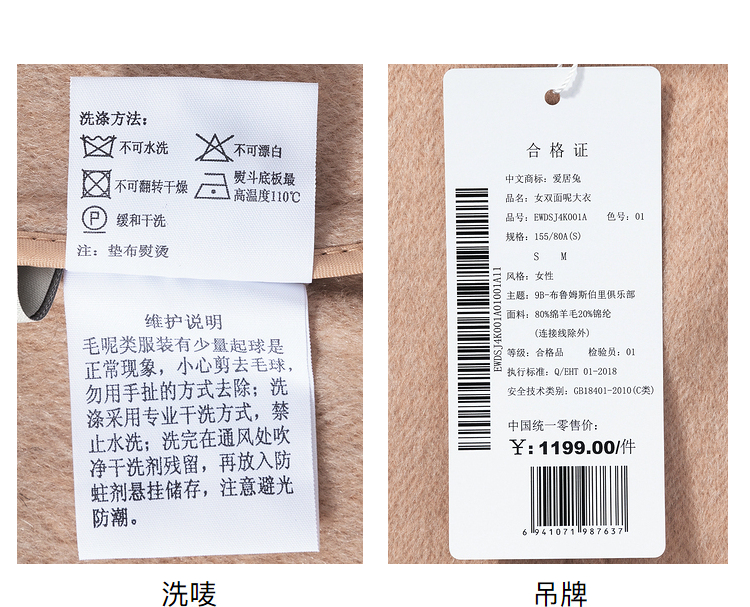 洗涤方法:
不可水洗
不可漂白
不可翻转干燥
熨斗底板最
高温度110℃
P
缓和干洗
注: 垫布熨烫
维护说明
毛呢类服装有少量起球是
正常现象, 小心剪去毛球,
勿用手扯的方式去除; 洗
涤采用专业干洗方式, 禁
止水洗; 洗完在通风处吹
净干洗剂残留, 再放入防
蛀剂悬挂储存, 注意避光
防潮。
洗唛
合格证
中文商标: 爱居兔
品名: 女双面呢大衣
品号: EWDSJ4K001A 色号: 01
规格: 155/80A(S)
S M
风格: 女性
主题: 9B-布鲁姆斯伯里俱乐部
面料: 80%绵羊毛20%锦纶
(连接线除外)
等级: 合格品 检验员: 01
执行标准: Q/EHT 01-2018
安全技术类别: GB18401-2010(C类)
EWDSJ4K001A01001A11
中国统一零售价:
¥: 1199.00/件
6 941071 987637
吊牌